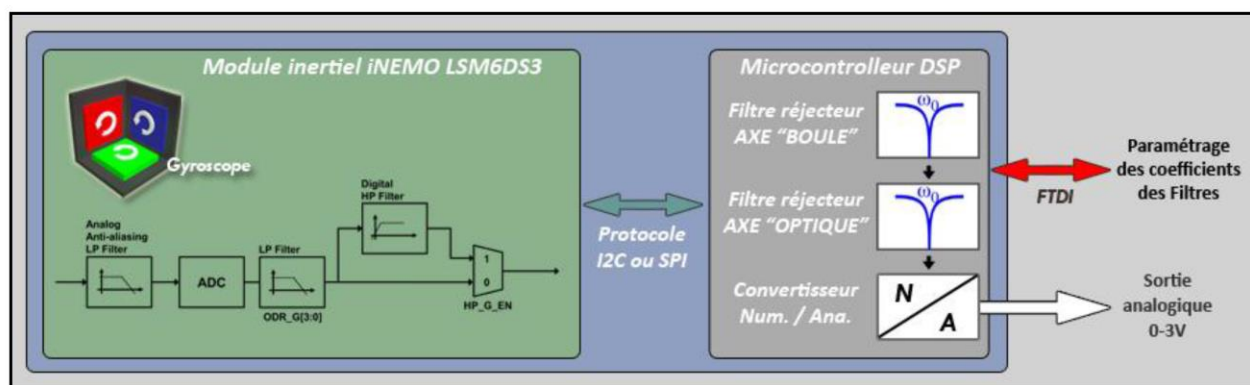 Module inertiel iNEMO LSM6DS3
Gyroscope
Analog
Anti-aliasing
LP Filter
ADC
LP Filter
ODR_G[3:0]
Digital
HP Filter
1
0
HP_G_EN
Protocole
I2C ou SPI
Microcontrolleur DSP
Filtre réjecteur
AXE “BOULE”
ω0
Filtre réjecteur
AXE “OPTIQUE”
ω0
Convertisseur
Num. / Ana.
N
A
FTDI
Paramétrage
des coefficients
des Filtres
Sortie
analogique
0-3V